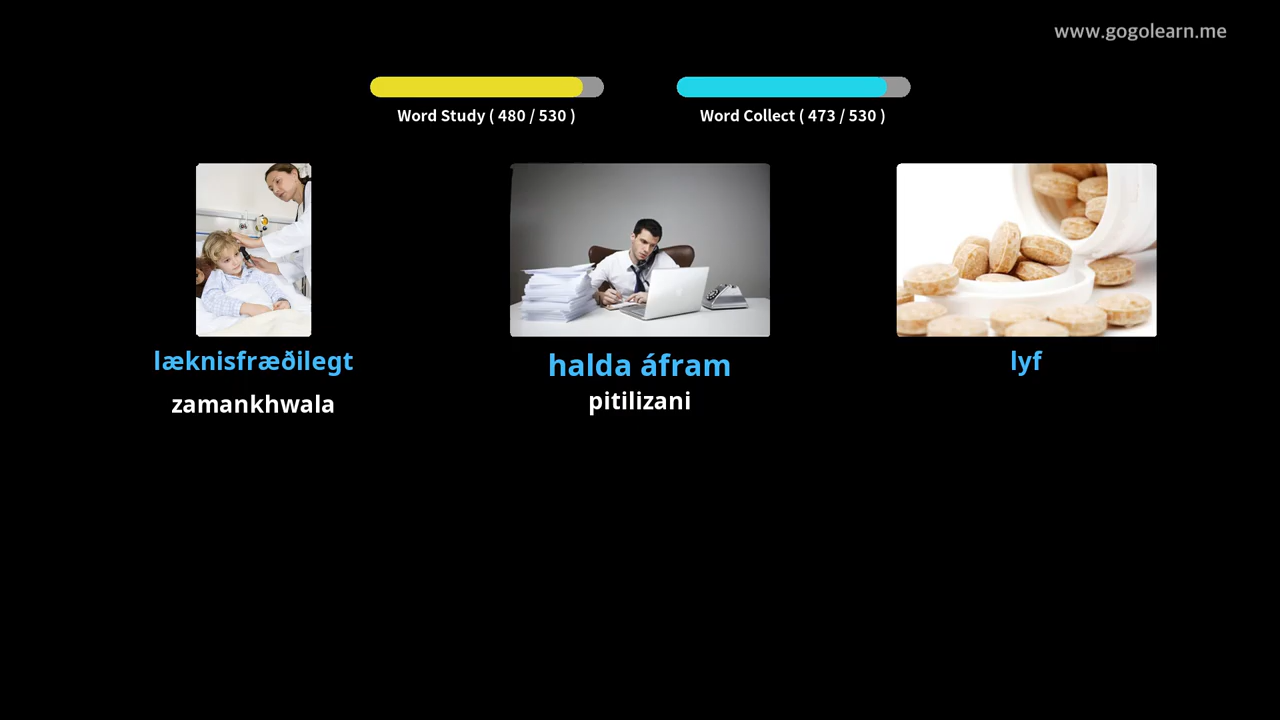 www.gogolearn.me
Word Study ( 480 / 530 )
Word Collect ( 473 / 530 )
læknisfræðilegt
zamankhwala
halda áfram
pitilizani
lyf